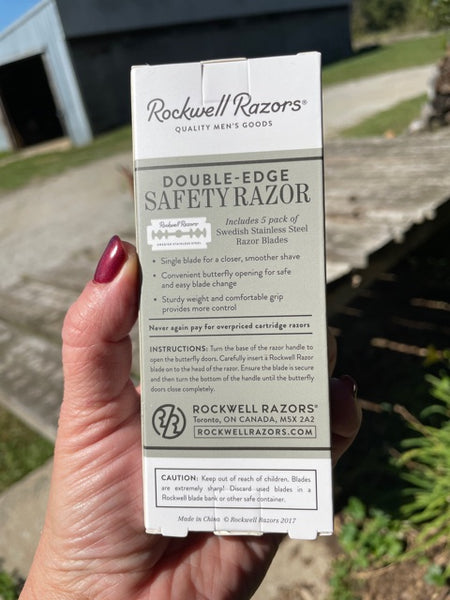 Rockwell Razors®
QUALITY MEN'S GOODS
DOUBLE-EDGE
SAFETY RAZOR
Rockwell Razors®
SWEDISH STAINLESS STEEL
Includes 5 pack of
Swedish Stainless Steel
Razor Blades
• Single blade for a closer, smoother shave
• Convenient butterfly opening for safe
and easy blade change
• Sturdy weight and comfortable grip
provides more control
Never again pay for overpriced cartridge razors
INSTRUCTIONS: Turn the base of the razor handle to
open the butterfly doors. Carefully insert a Rockwell Razor
blade on to the head of the razor. Ensure the blade is secure
and then turn the bottom of the handle until the butterfly
doors close completely.
ROCKWELL RAZORS®
Toronto, ON CANADA, M5X 2A2
ROCKWELLRAZORS.COM
CAUTION: Keep out of reach of children. Blades
are extremely sharp! Discard used blades in a
Rockwell blade bank or other safe container.
Made in China © Rockwell Razors 2017